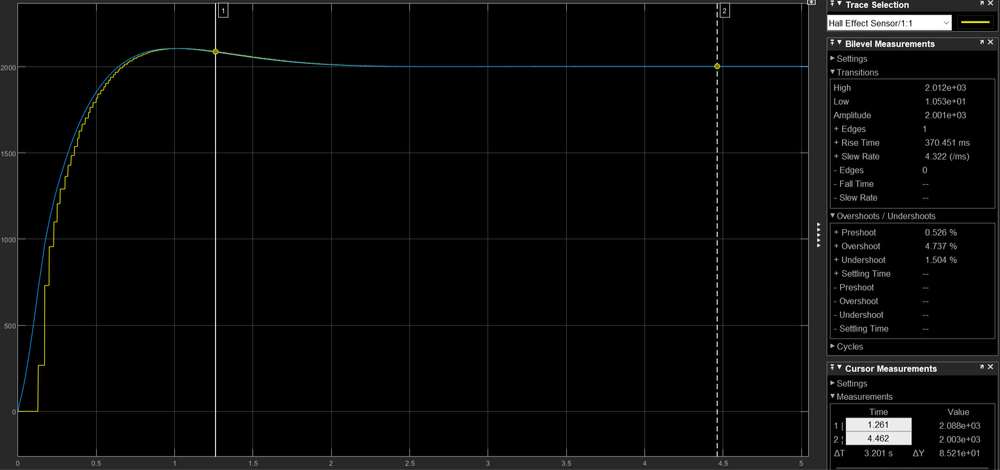 1
2
2000
1500
1000
500
0
0
0.5
1
1.5
2
2.5
3
3.5
4
4.5
5
Trace Selection
Hall Effect Sensor/1:1
Bilevel Measurements
Settings
Transitions
High 2.012e+03
Low 1.053e+01
Amplitude 2.001e+03
+ Edges 1
+ Rise Time 370.451 ms
+ Slew Rate 4.322 (/ms)
- Edges 0
- Fall Time --
- Slew Rate --
Overshoots / Undershoots
+ Preshoot 0.526 %
+ Overshoot 4.737 %
+ Undershoot 1.504 %
+ Settling Time --
- Preshoot --
- Overshoot --
- Undershoot --
- Settling Time --
Cycles
Cursor Measurements
Settings
Measurements
Time Value
1 | 1.261 2.088e+03
2 ¦ 4.462 2.003e+03
ΔT 3.201 s ΔY 8.521e+01